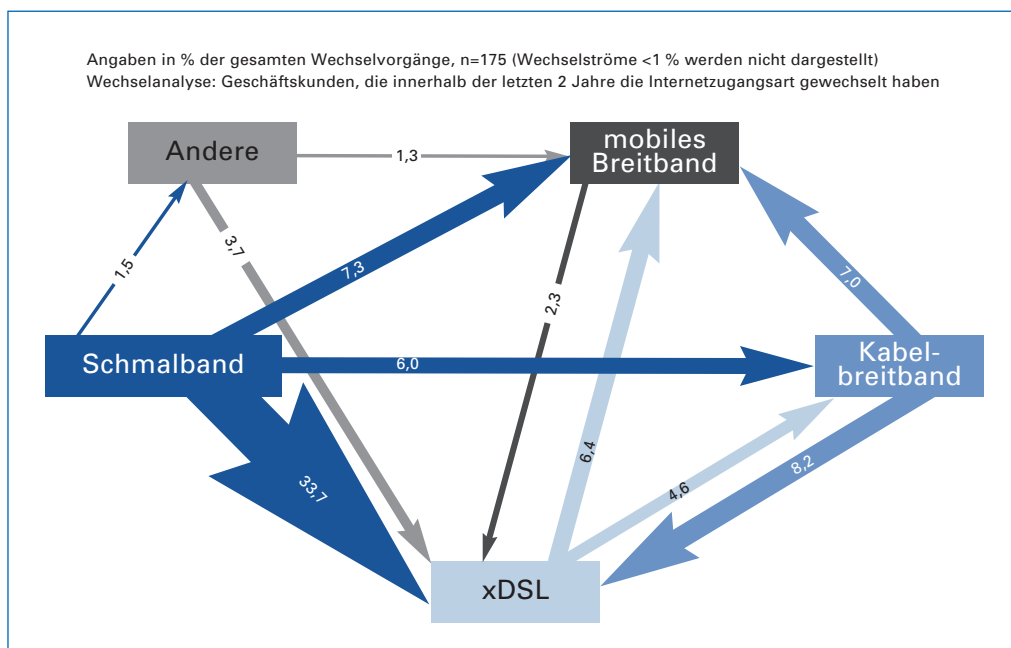 Angaben in % der gesamten Wechselvorgänge, n=175 (Wechselströme <1 % werden nicht dargestellt)
Wechselanalyse: Geschäftskunden, die innerhalb der letzten 2 Jahre die Internetzugangsart gewechselt haben
Andere
1,3
mobiles
Breitband
3,7
1,5
7,3
2,3
7,0
Schmalband
6,0
Kabel-
breitband
6,4
33,7
4,6
8,2
xDSL